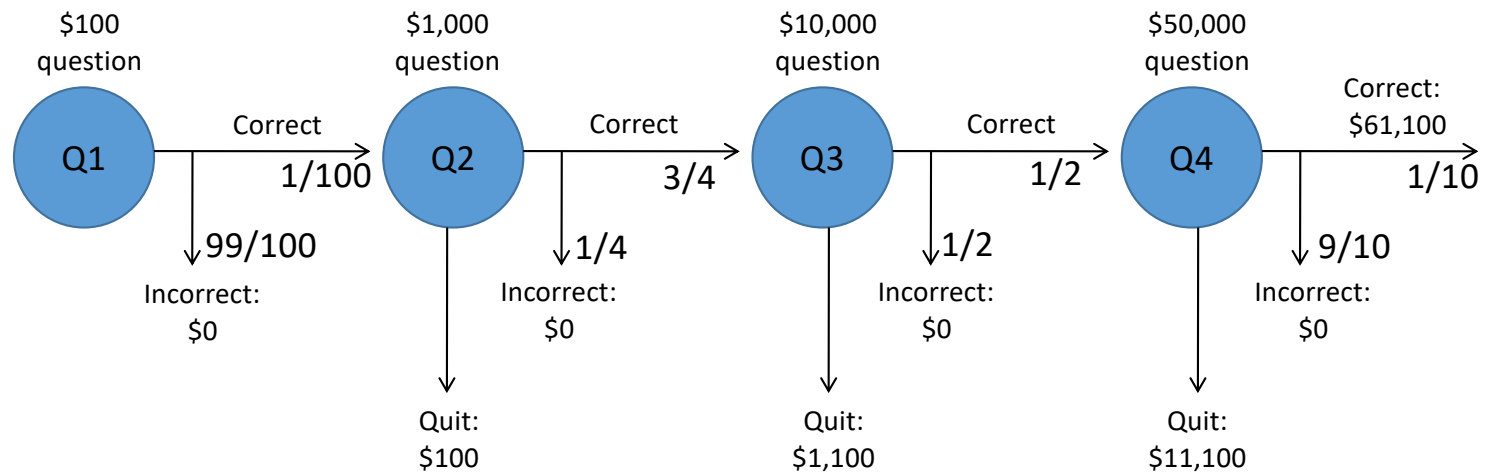 $100
question
$1,000
question
$10,000
question
$50,000
question
Q1
Correct
1/100
Q2
Correct
3/4
Q3
Correct
1/2
Q4
Correct:
$61,100
1/10
99/100
Incorrect:
$0
1/4
Incorrect:
$0
1/2
Incorrect:
$0
9/10
Incorrect:
$0
Quit:
$100
Quit:
$1,100
Quit:
$11,100